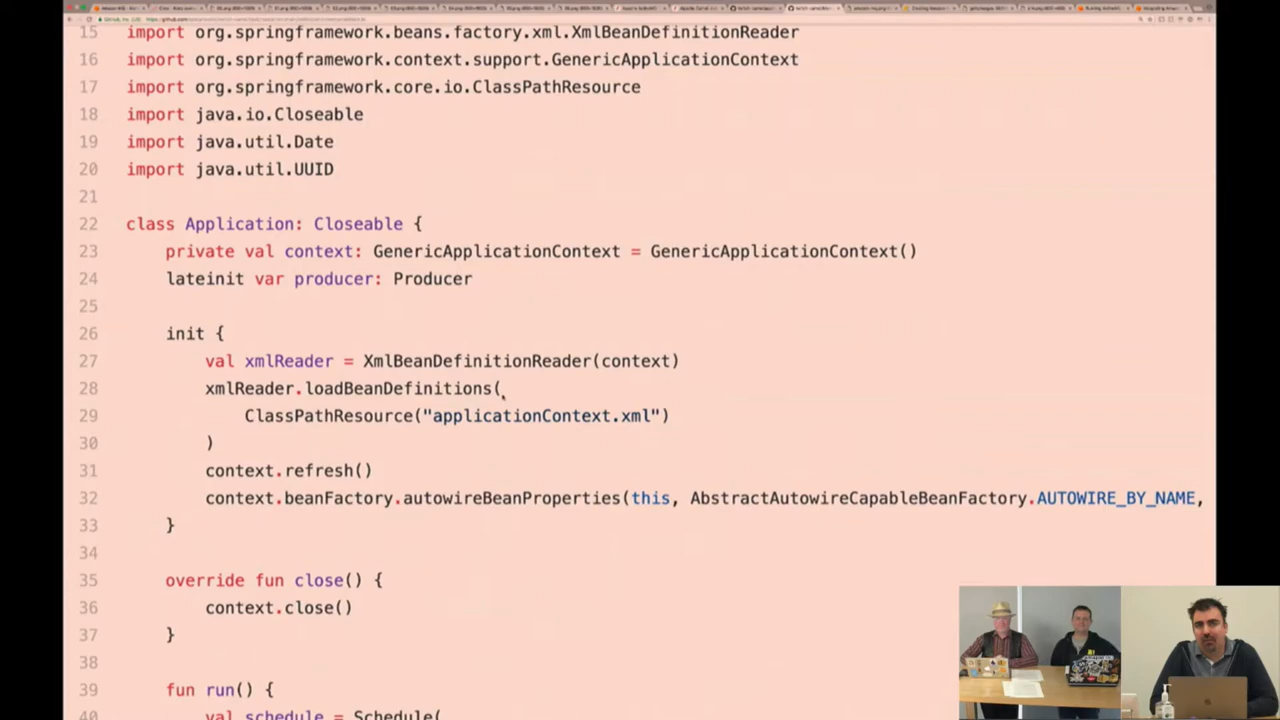 15 import org.springframework.beans.factory.xml.XmlBeanDefinitionReader
16 import org.springframework.context.support.GenericApplicationContext
17 import org.springframework.core.io.ClassPathResource
18 import java.io.Closeable
19 import java.util.Date
20 import java.util.UUID
21
22 class Application: Closeable {
23 private val context: GenericApplicationContext = GenericApplicationContext()
24 lateinit var producer: Producer
25
26 init {
27 val xmlReader = XmlBeanDefinitionReader(context)
28 xmlReader.loadBeanDefinitions(
29 ClassPathResource("applicationContext.xml")
30 )
31 context.refresh()
32 context.beanFactory.autowireBeanProperties(this, AbstractAutowireCapableBeanFactory.AUTOWIRE_BY_NAME,
33 }
34
35 override fun close() {
36 context.close()
37 }
38
39 fun run() {
40 val schedule = Schedule(